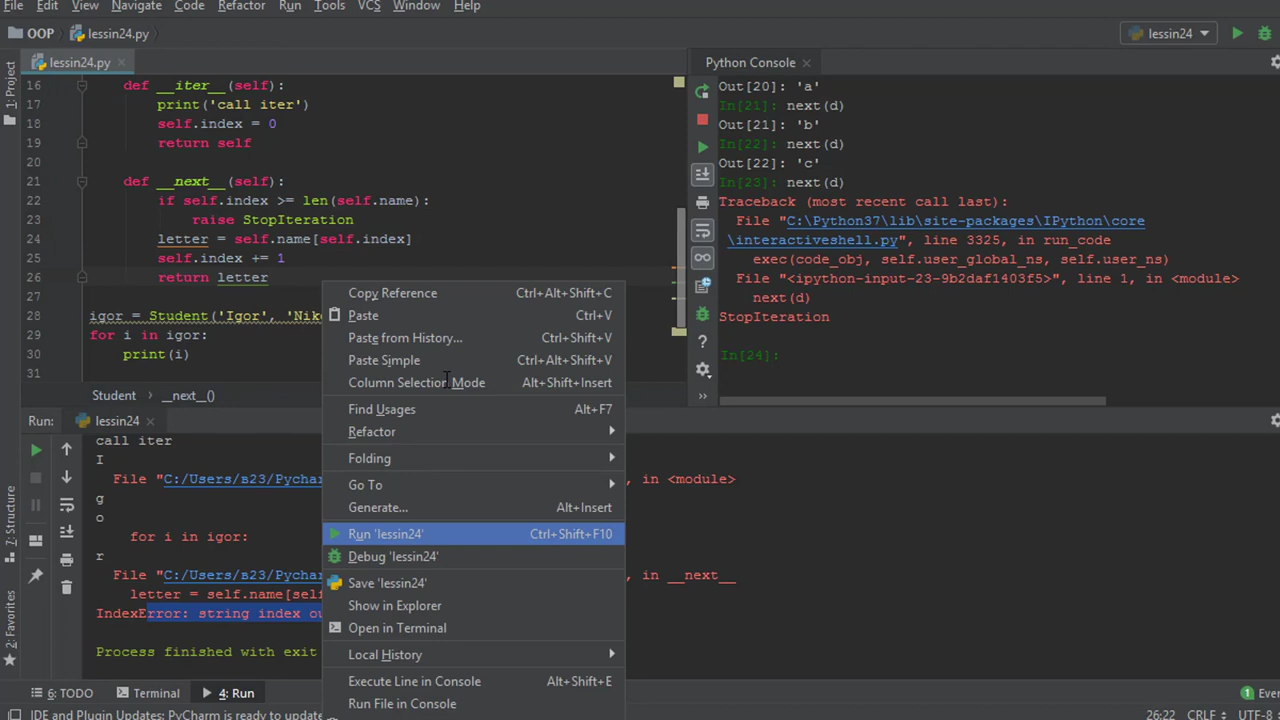 File Edit View Navigate Code Refactor Run Tools VCS Window Help
OOP lessin24.py lessin24
lessin24.py
1: Project
16 def __iter__(self):
17 print('call iter')
18 self.index = 0
19 return self
20
21 def __next__(self):
22 if self.index >= len(self.name):
23 raise StopIteration
24 letter = self.name[self.index]
25 self.index += 1
26 return letter
27
28 igor = Student('Igor', 'Nik
29 for i in igor:
30 print(i)
31
Student __next__()
Python Console
Out[20]: 'a'
In[21]: next(d)
Out[21]: 'b'
In[22]: next(d)
Out[22]: 'c'
In[23]: next(d)
Traceback (most recent call last):
File "C:\Python37\lib\site-packages\IPython\core
\interactiveshell.py", line 3325, in run_code
exec(code_obj, self.user_global_ns, self.user_ns)
File "<ipython-input-23-9b2daf1403f5>", line 1, in <module>
next(d)
StopIteration
In[24]:
Copy Reference Ctrl+Alt+Shift+C
Paste Ctrl+V
Paste from History... Ctrl+Shift+V
Paste Simple Ctrl+Alt+Shift+V
Column Selection Mode Alt+Shift+Insert
Find Usages Alt+F7
Refactor
Folding
Go To
Generate... Alt+Insert
Run 'lessin24' Ctrl+Shift+F10
Debug 'lessin24'
Save 'lessin24'
Show in Explorer
Open in Terminal
Local History
Execute Line in Console Alt+Shift+E
Run File in Console
Run: lessin24
call iter
I
File "C:/Users/в23/Pychar , in <module>
g
o
for i in igor:
r
File "C:/Users/в23/Pychar , in __next__
letter = self.name[self
IndexError: string index ou
Process finished with exit
7: Structure
2: Favorites
6: TODO Terminal 4: Run Even
IDE and Plugin Updates: PyCharm is ready to update 26:22 CRLF UTF-8